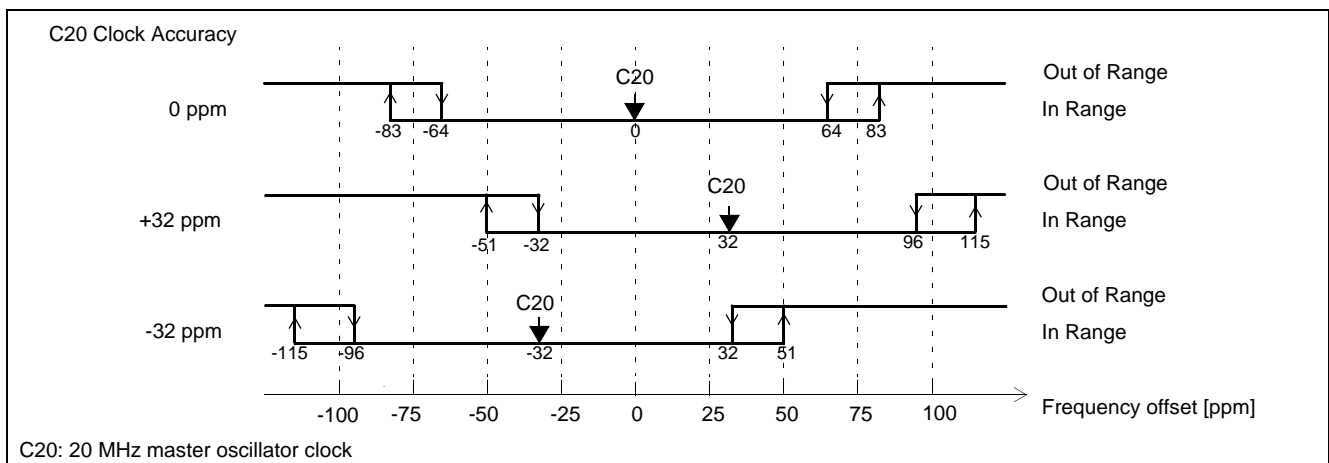 C20 Clock Accuracy
C20
Out of Range
0 ppm
In Range
-83 -64 0 64 83
C20
Out of Range
+32 ppm
In Range
-51 -32 32 96 115
C20
Out of Range
-32 ppm
In Range
-115 -96 -32 32 51
-100 -75 -50 -25 0 25 50 75 100 Frequency offset [ppm]
C20: 20 MHz master oscillator clock